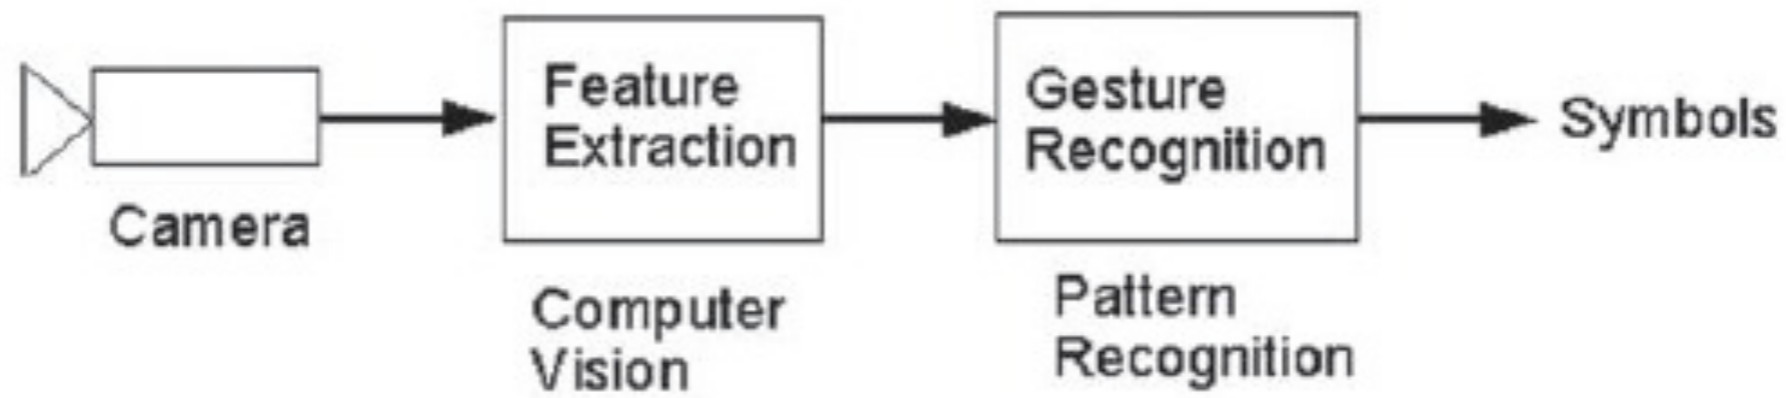 Camera
Feature
Extraction
Computer
Vision
Gesture
Recognition
Pattern
Recognition
Symbols